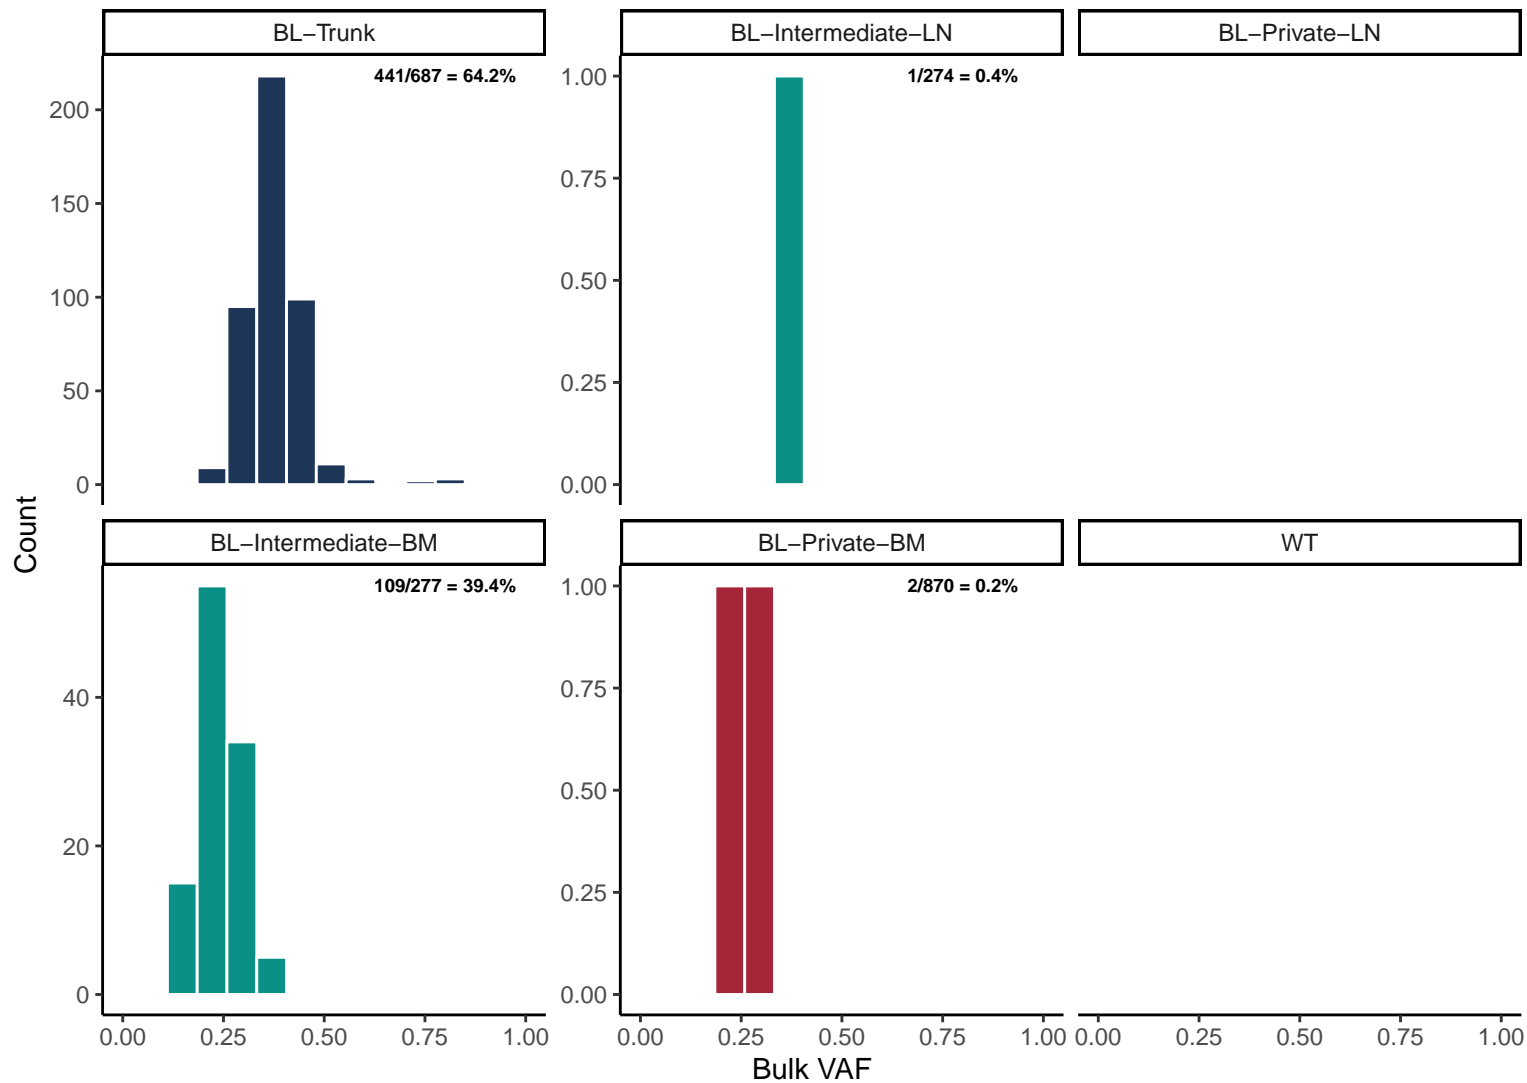 BL−Trunk
BL−Intermediate−LN
BL−Private−LN
441/687 = 64.2%
1/274 = 0.4%
200
150
100
50
0
1.00
0.75
0.50
0.25
0.00
Count
BL−Intermediate−BM
BL−Private−BM
WT
109/277 = 39.4%
2/870 = 0.2%
40
20
0
1.00
0.75
0.50
0.25
0.00
0.00 0.25 0.50 0.75 1.00
0.00 0.25 0.50 0.75 1.00
0.00 0.25 0.50 0.75 1.00
Bulk VAF